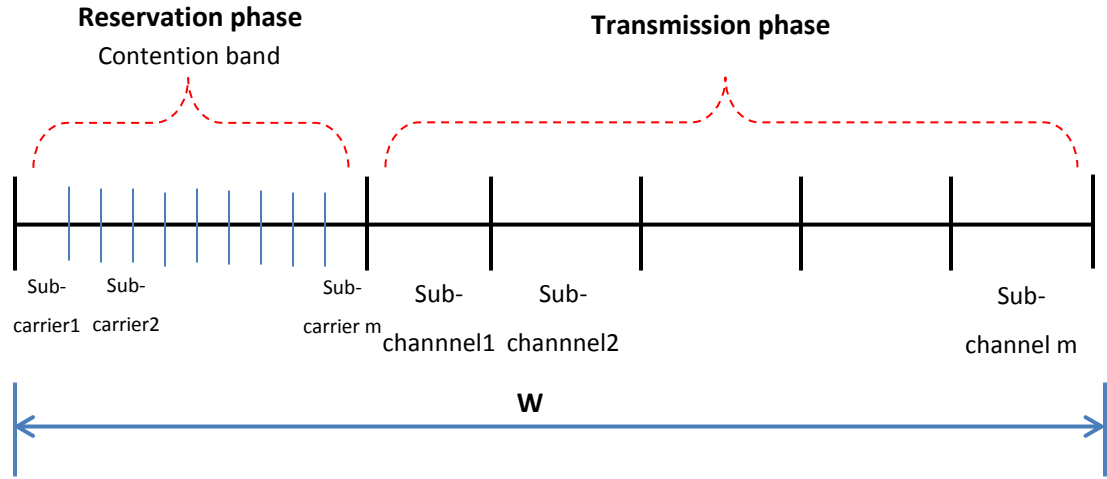 Reservation phase
Contention band
Transmission phase
Sub-
carrier1
Sub-
carrier2
Sub-
carrier m
Sub-
channnel1
Sub-
channnel2
Sub-
channel m
W